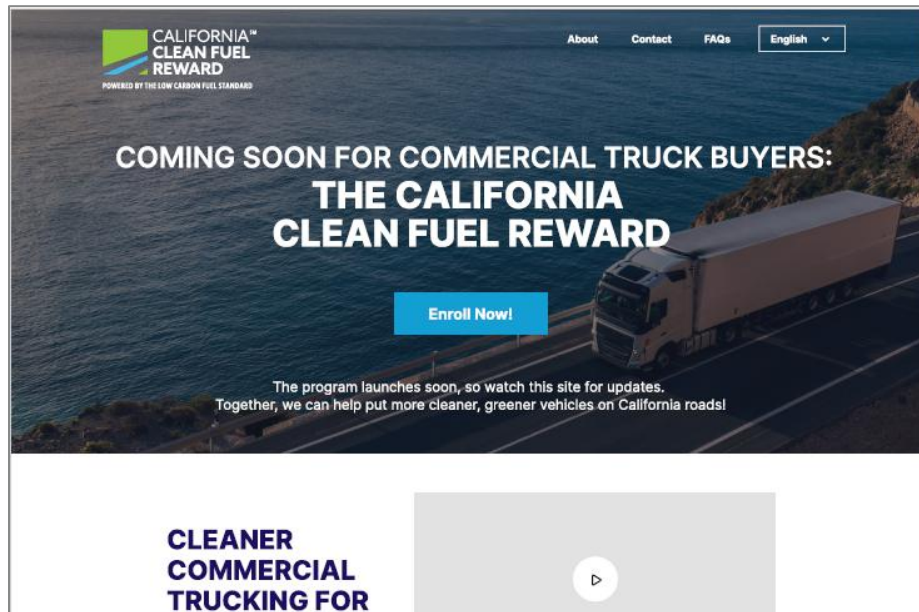 CALIFORNIA™
CLEAN FUEL
REWARD
POWERED BY THE LOW CARBON FUEL STANDARD
About Contact FAQs English
COMING SOON FOR COMMERCIAL TRUCK BUYERS:
THE CALIFORNIA
CLEAN FUEL REWARD
Enroll Now!
The program launches soon, so watch this site for updates.
Together, we can help put more cleaner, greener vehicles on California roads!
CLEANER
COMMERCIAL
TRUCKING FOR